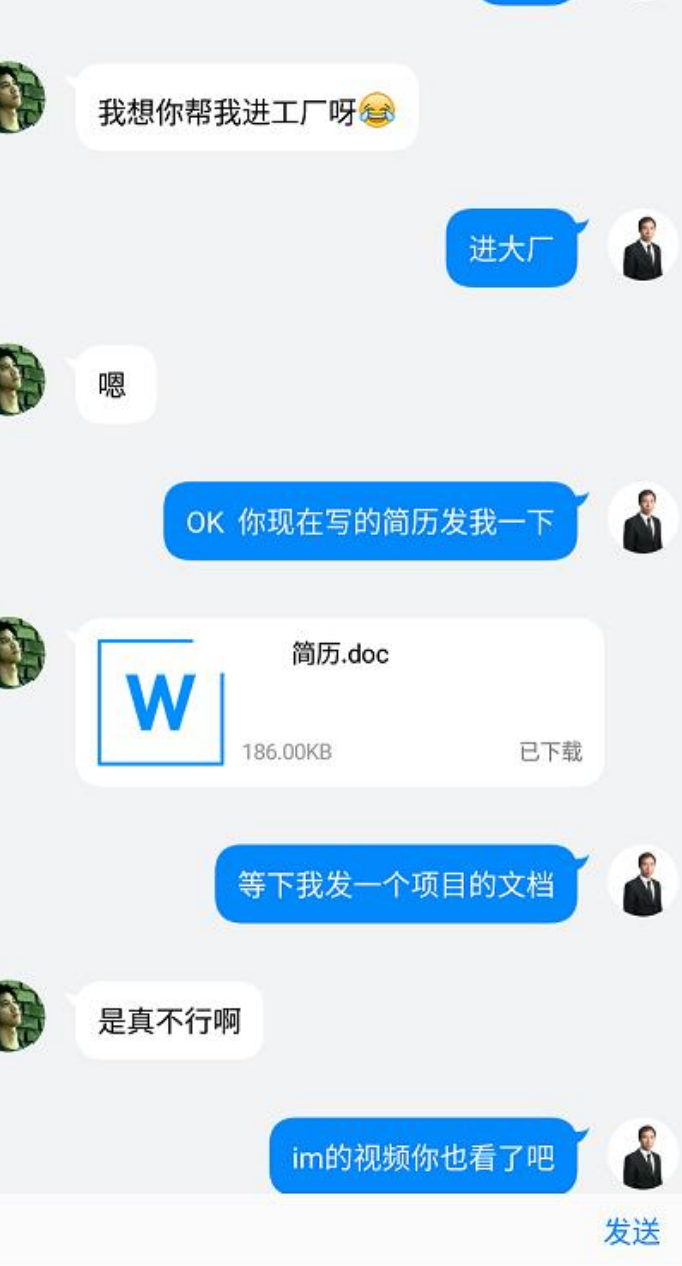 我想你帮我进工厂呀😂
进大厂
嗯
OK 你现在写的简历发我一下
W
简历.doc
186.00KB
已下载
等下我发一个项目的文档
是真不行啊
im的视频你也看了吧
发送